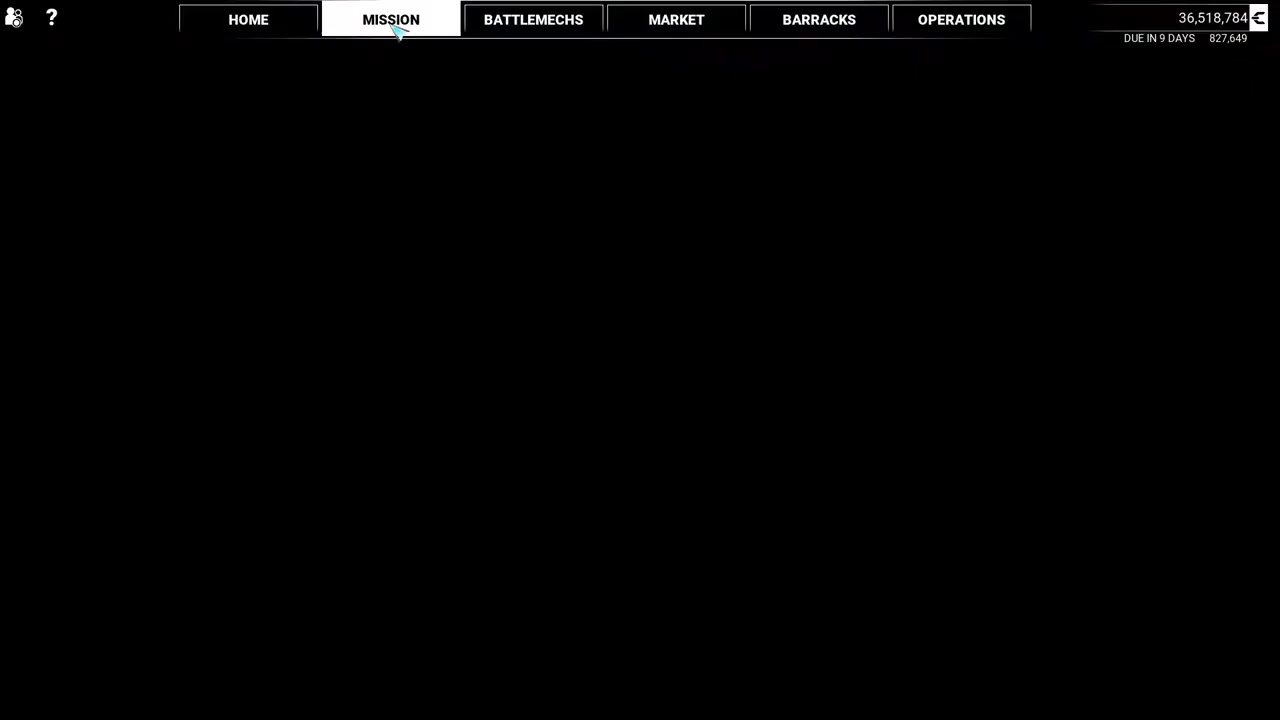 ?
HOME
MISSION
BATTLEMECHS
MARKET
BARRACKS
OPERATIONS
36,518,784
DUE IN 9 DAYS 827,649